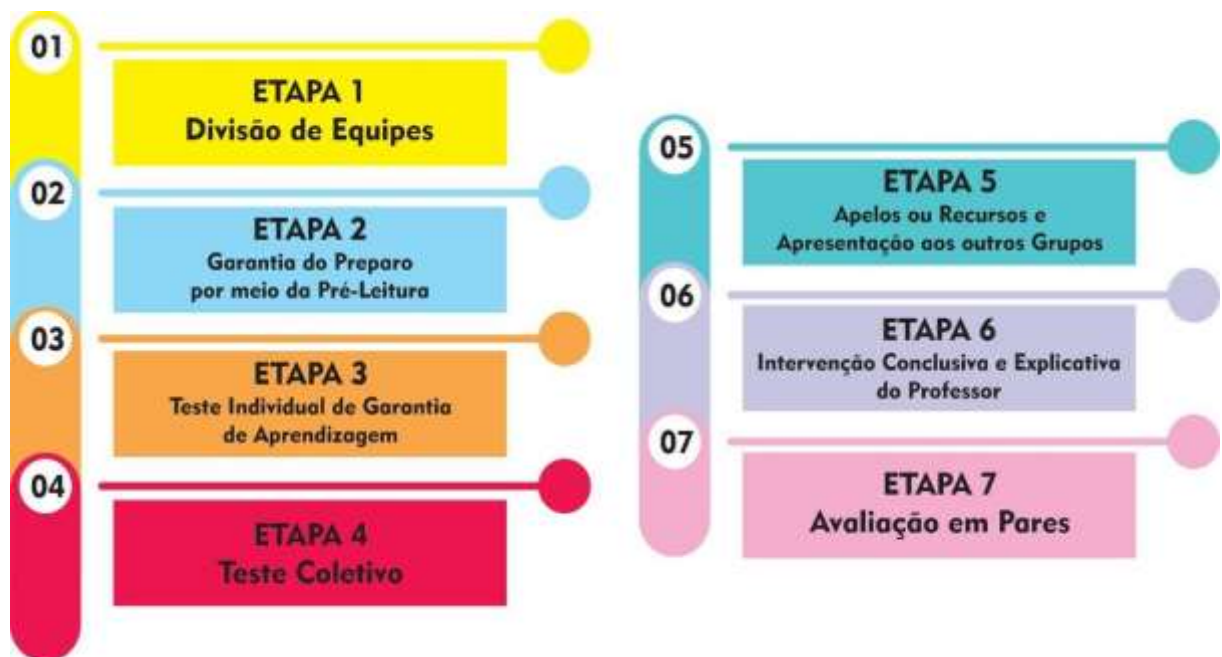 01
ETAPA 1
Divisão de Equipes
02
ETAPA 2
Garantia do Preparo
por meio da Pré-Leitura
03
ETAPA 3
Teste Individual de Garantia
de Aprendizagem
04
ETAPA 4
Teste Coletivo
05
ETAPA 5
Apelos ou Recursos e
Apresentação aos outros Grupos
06
ETAPA 6
Intervenção Conclusiva e Explicativa
do Professor
07
ETAPA 7
Avaliação em Pares